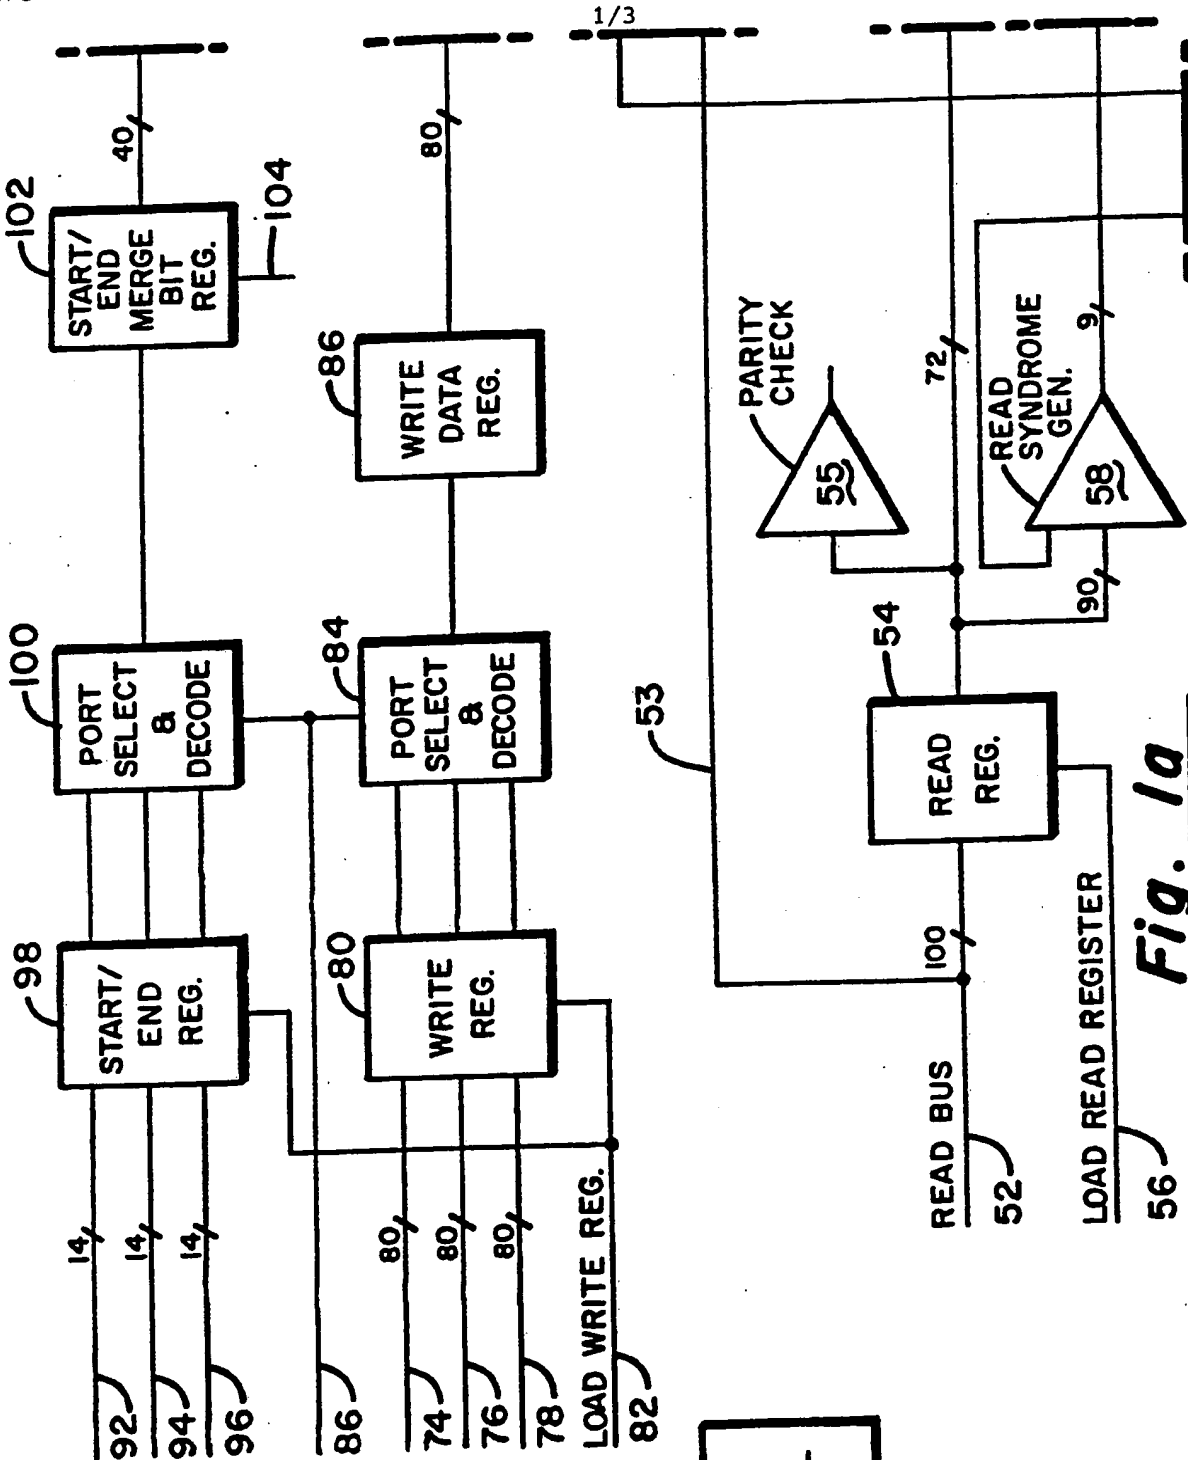 1/3
102
START/
END
MERGE
BIT
REG.
40
104
100
PORT
SELECT
&
DECODE
98
START/
END
REG.
14
14
14
92
94
96
86
WRITE
DATA
REG.
80
84
PORT
SELECT
&
DECODE
80
WRITE
REG.
80
80
80
86
74
76
78
LOAD WRITE REG.
82
53
PARITY
CHECK
55
72
READ
SYNDROME
GEN.
58
9
90
54
READ
REG.
100
READ BUS
52
LOAD READ REGISTER
56
Fig. 1a